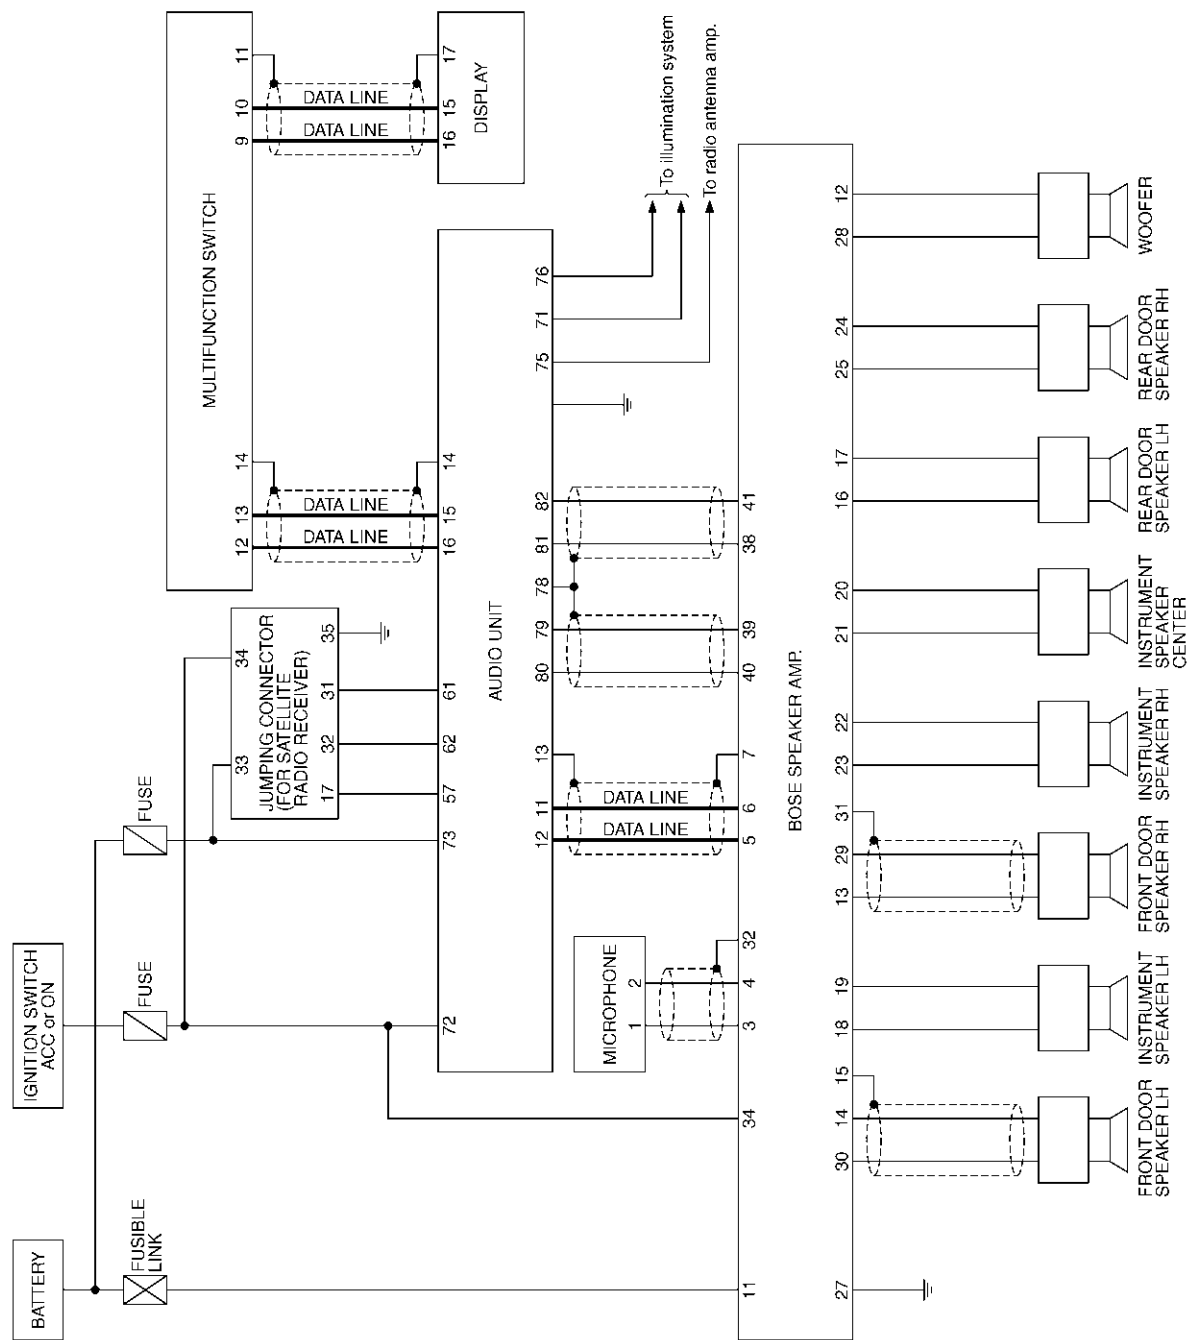 BATTERY
IGNITION SWITCH
ACC or ON
FUSIBLE
LINK
FUSE
FUSE
MULTIFUNCTION SWITCH
12 13 14 9 10 11
DATA LINE
DATA LINE
DATA LINE
DATA LINE
33 34
JUMPING CONNECTOR
(FOR SATELLITE
RADIO RECEIVER)
17 32 31 35
16 15 17
DISPLAY
72 73 57 62 61 16 15 14
AUDIO UNIT
12 11 13 80 79 78 81 82 75 71 76
MICROPHONE
1 2
DATA LINE
DATA LINE
To illumination system
To radio antenna amp.
11 34 3 4 32 5 6 7 40 39 38 41
BOSE SPEAKER AMP.
27 30 14 15 18 19 13 29 31 23 22 21 20 16 17 25 24 28 12
FRONT DOOR
SPEAKER LH
INSTRUMENT
SPEAKER LH
FRONT DOOR
SPEAKER RH
INSTRUMENT
SPEAKER RH
INSTRUMENT
SPEAKER
CENTER
REAR DOOR
SPEAKER LH
REAR DOOR
SPEAKER RH
WOOFER